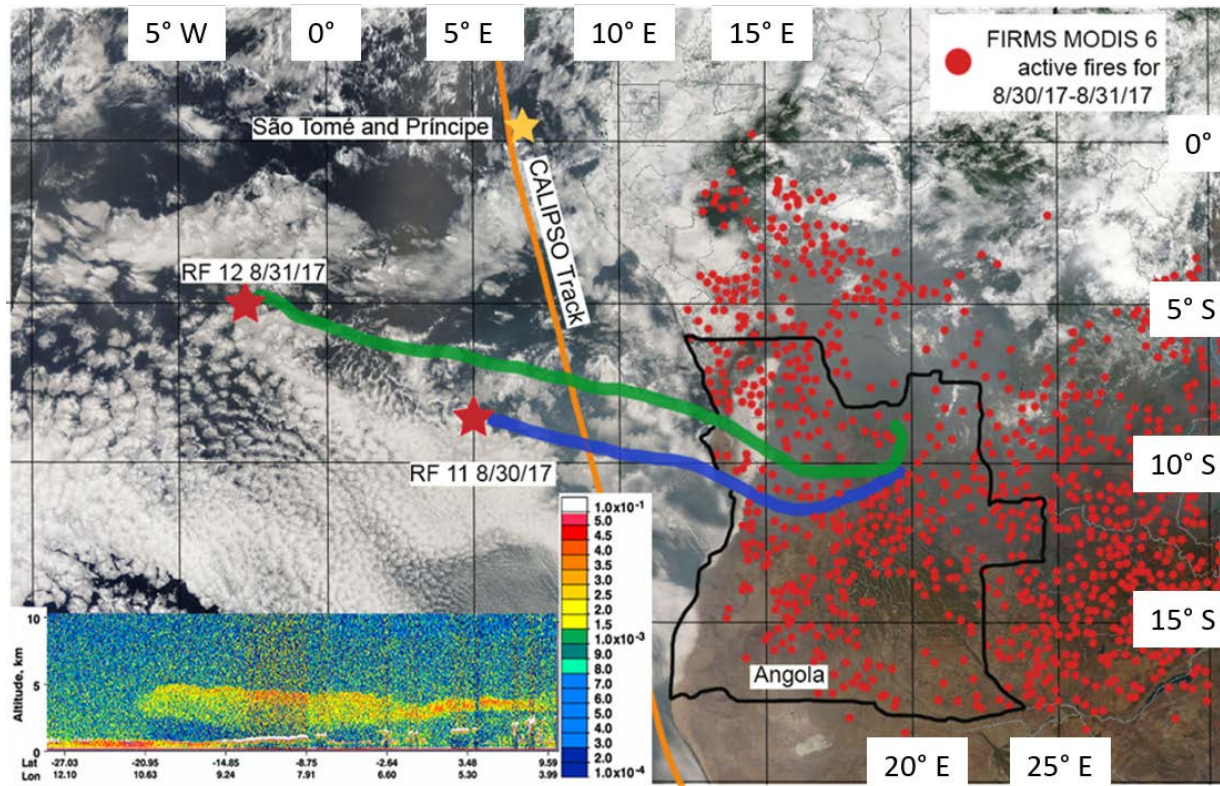 5° W
0°
5° E
10° E
15° E
FIRMS MODIS 6
active fires for
8/30/17-8/31/17
São Tomé and Príncipe
0°
CALIPSO Track
RF 12 8/31/17
5° S
RF 11 8/30/17
10° S
1.0x10⁻¹
5.0
4.5
4.0
3.5
3.0
2.5
2.0
1.5
1.0x10⁻³
9.0
8.0
7.0
6.0
5.0
4.0
3.0
2.0
1.0x10⁻⁴
15° S
Angola
20° E
25° E
Altitude, km
10
5
0
Lat -27.03 -20.95 -14.85 -8.75 -2.64 3.48 9.59
Lon 12.10 10.63 9.24 7.91 6.60 5.30 3.99